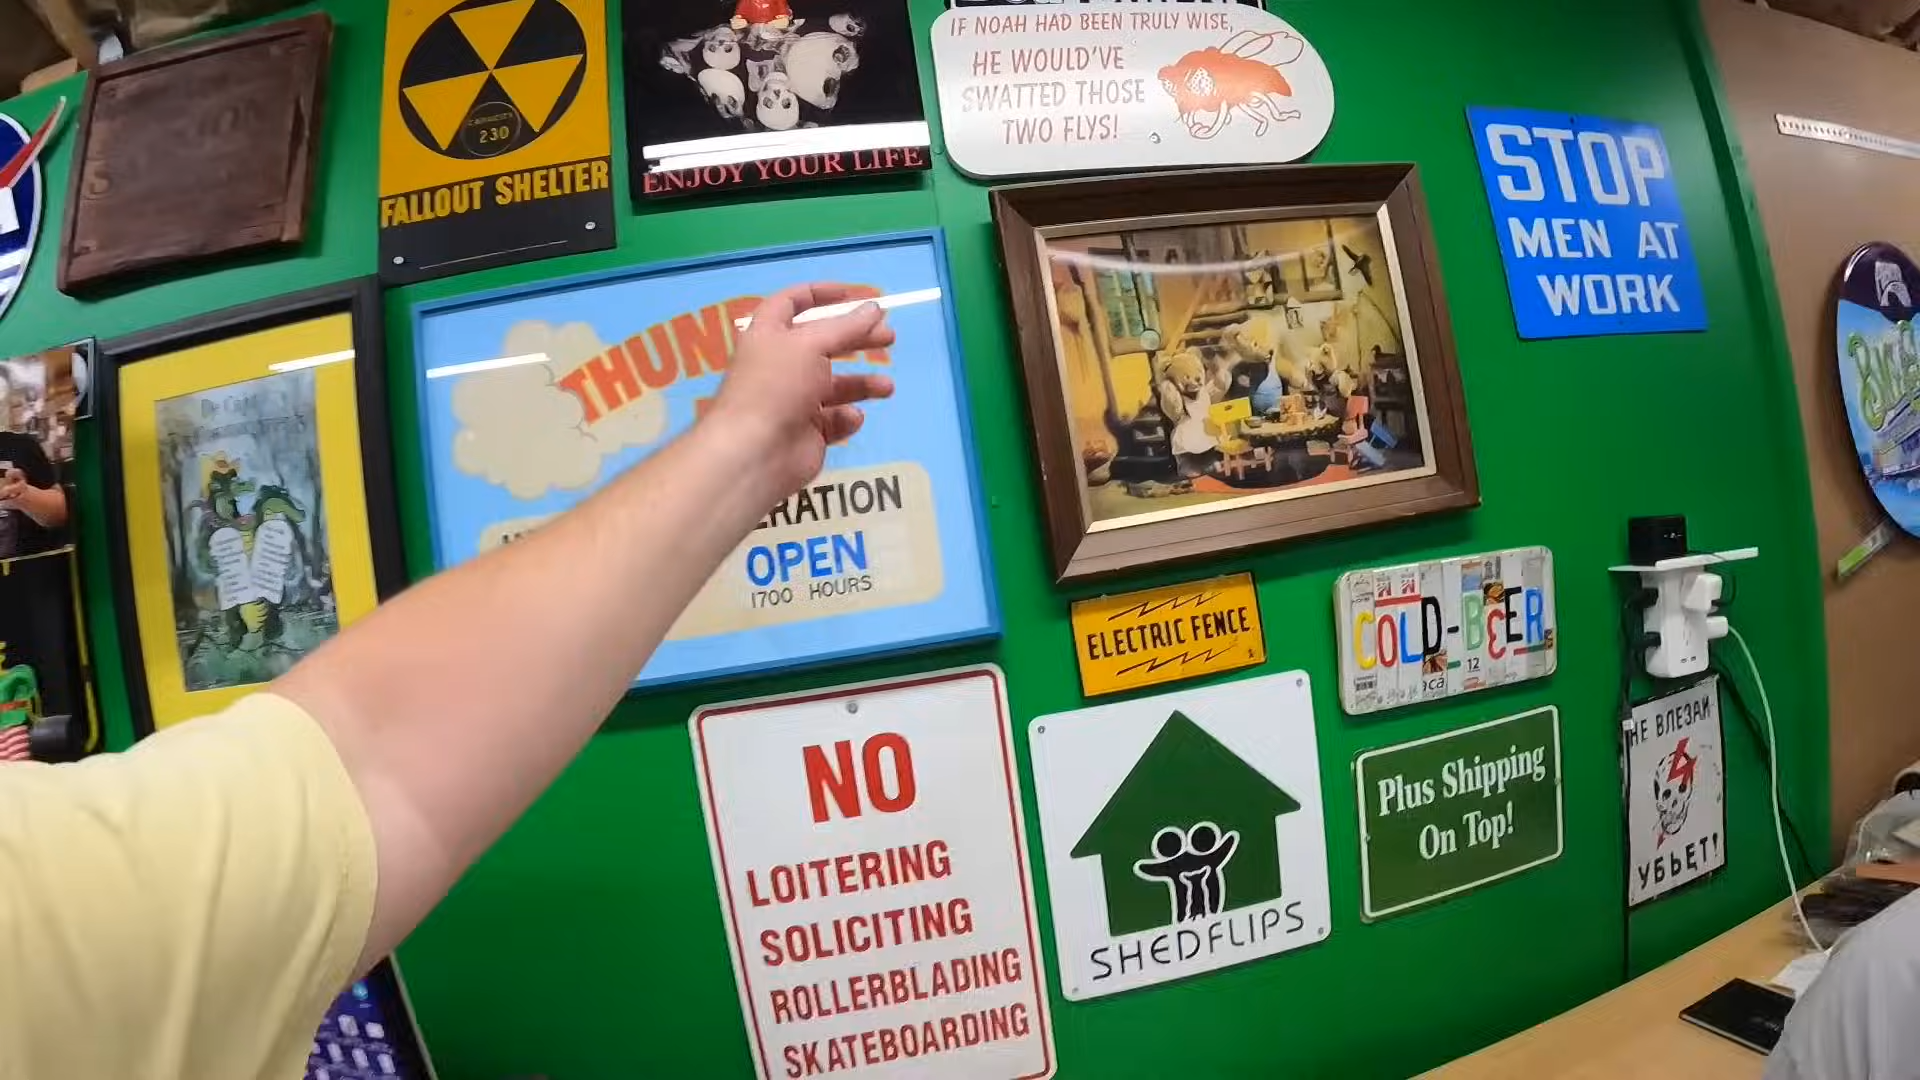 IF NOAH HAD BEEN TRULY WISE,
HE WOULD'VE
SWATTED THOSE
TWO FLYS!
CAPACITY
230
FALLOUT SHELTER
ENJOY YOUR LIFE
STOP
MEN AT
WORK
OPEN
1700 HOURS
ELECTRIC FENCE
COLD-BEER
12
NO
LOITERING
SOLICITING
ROLLERBLADING
SKATEBOARDING
SHEDFLIPS
Plus Shipping
On Top!
НЕ ВЛЕЗАЙ
УБЬЕТ!